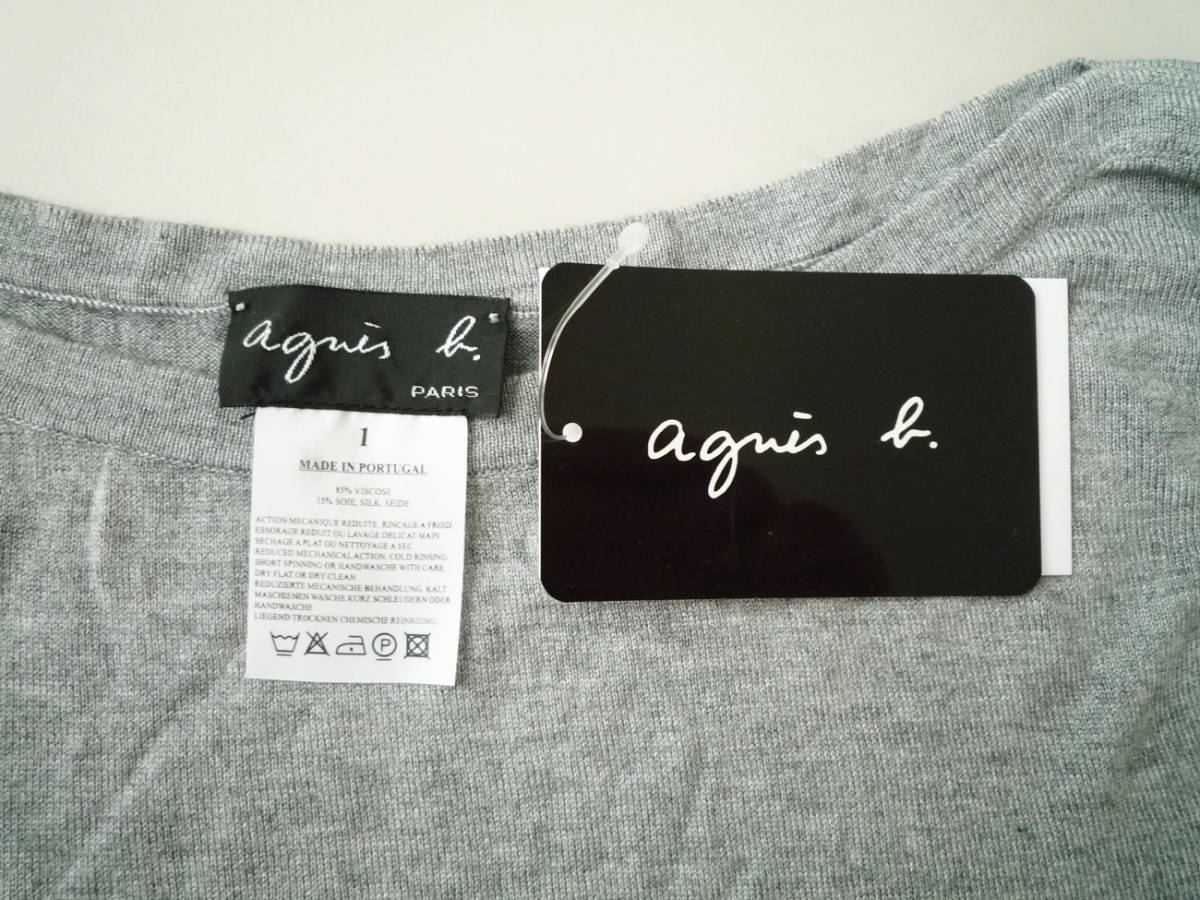 agnès b.
PARIS
1
MADE IN PORTUGAL
85% VISCOSE
15% SOIE, SILK, SEIDE
ACTION MECANIQUE REDUITE. RINCAGE A FROID
ESSORAGE REDUIT OU LAVAGE DELICAT MAIN
SECHAGE A PLAT OU NETTOYAGE A SEC
REDUCED MECHANICAL ACTION. COLD RINSING
SHORT SPINNING OR HANDWASHE WITH CARE
DRY FLAT OR DRY CLEAN
REDUZIERTE MECANISCHE BEHANDLUNG. KALT
MASCHIENEN WASCHE KURZ SCHLEUDERN ODER
HANDWASCHE
LIEGEND TROCKNEN CHEMISCHE REINIGUNG
P
agnès b.